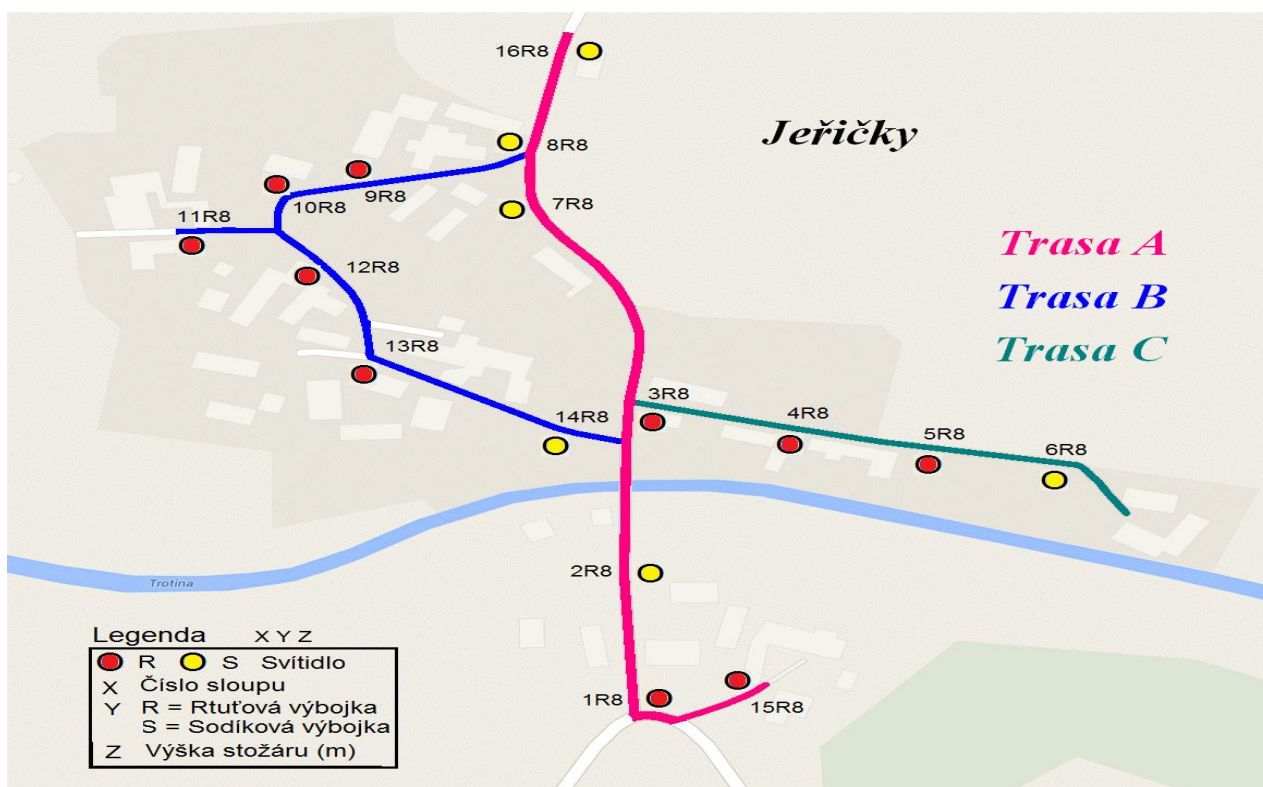 16R8
Jeřičky
8R8
9R8
7R8
10R8
11R8
Trasa A
12R8
Trasa B
13R8
Trasa C
3R8
14R8
4R8
5R8
6R8
2R8
Trotina
Legenda X Y Z
R S Svítidlo
X Číslo sloupu
Y R = Rtuťová výbojka
S = Sodíková výbojka
Z Výška stožáru (m)
1R8
15R8